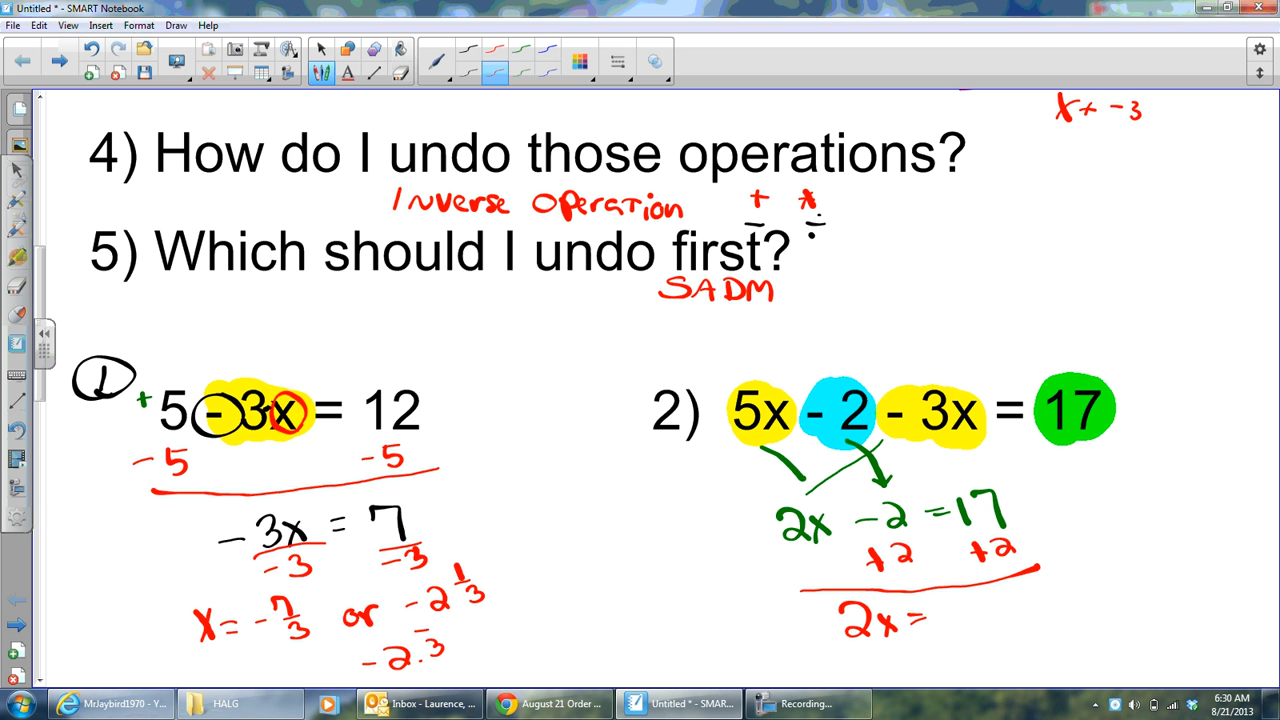 Untitled * - SMART Notebook
File Edit View Insert Format Draw Help
x = -3
4) How do I undo those operations?
Inverse Operation + *
- ÷
5) Which should I undo first?
SADM
1
+ 5 - 3x = 12
-5 -5
-3x = 7
-3 -3
x = -7/3 or -2 1/3
-2.3̅
2) 5x - 2 - 3x = 17
2x - 2 = 17
+2 +2
2x =
MrJaybird1970 - Y... HALG Inbox - Laurence, ... August 21 Order ... Untitled * - SMAR... Recording...
6:30 AM
8/21/2013